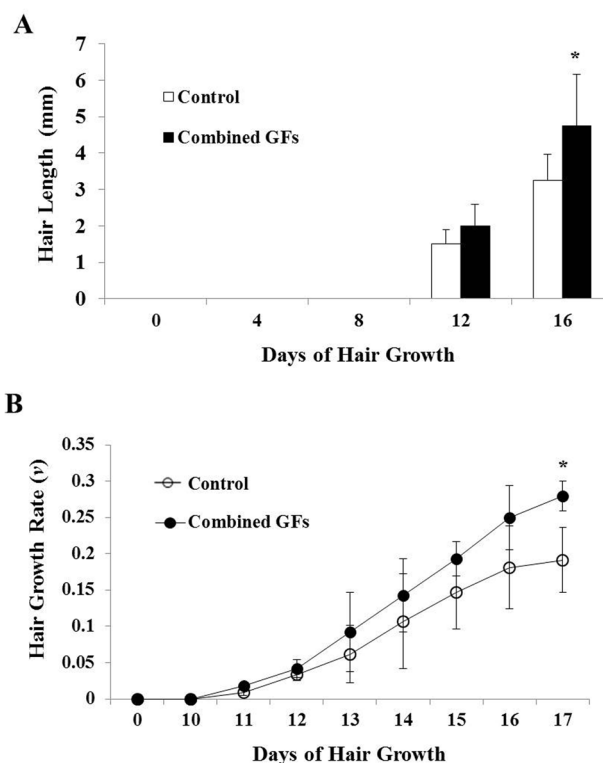 A
7
6
5
4
3
2
1
0
Hair Length (mm)
Control
Combined GFs
*
0 4 8 12 16
Days of Hair Growth
B
0.35
0.3
0.25
0.2
0.15
0.1
0.05
0
Hair Growth Rate (v)
Control
Combined GFs
*
0 10 11 12 13 14 15 16 17
Days of Hair Growth